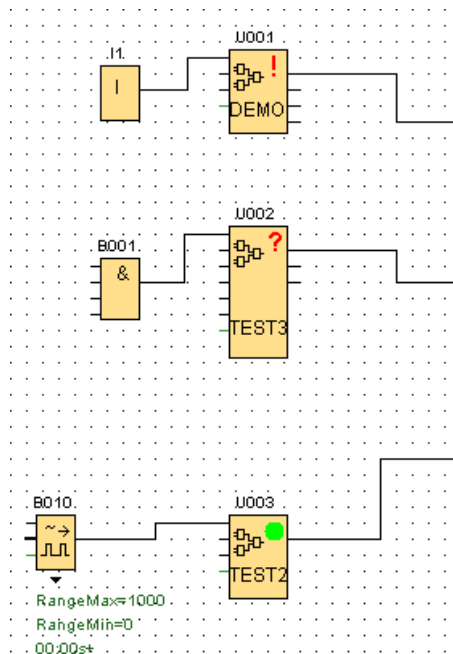 I1
U001
I
!
DEMO
U002
B001
?
&
TEST3
B010
U003
TEST2
RangeMax=1000
RangeMin=0
00:00s+